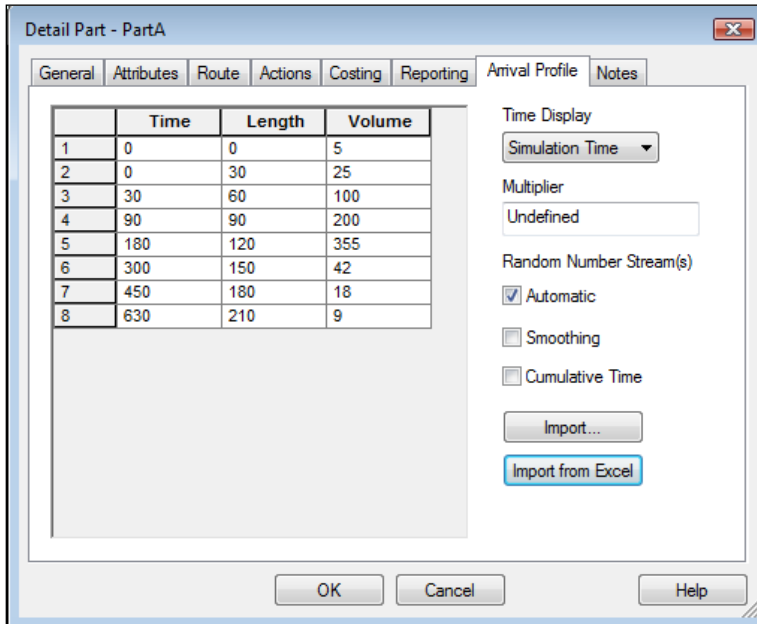 Detail Part - PartA
General Attributes Route Actions Costing Reporting Arrival Profile Notes
Time Length Volume
1 0 0 5
2 0 30 25
3 30 60 100
4 90 90 200
5 180 120 355
6 300 150 42
7 450 180 18
8 630 210 9
Time Display
Simulation Time
Multiplier
Undefined
Random Number Stream(s)
Automatic
Smoothing
Cumulative Time
Import...
Import from Excel
OK Cancel Help